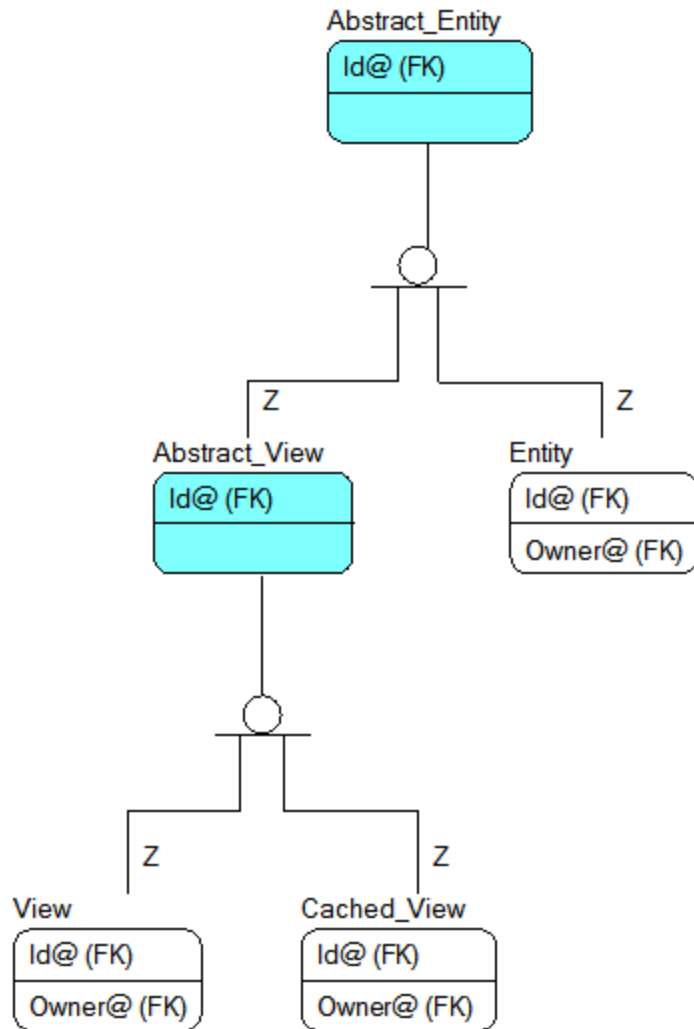 Abstract_Entity
Id@ (FK)
Z
Z
Abstract_View
Id@ (FK)
Entity
Id@ (FK)
Owner@ (FK)
Z
Z
View
Id@ (FK)
Owner@ (FK)
Cached_View
Id@ (FK)
Owner@ (FK)